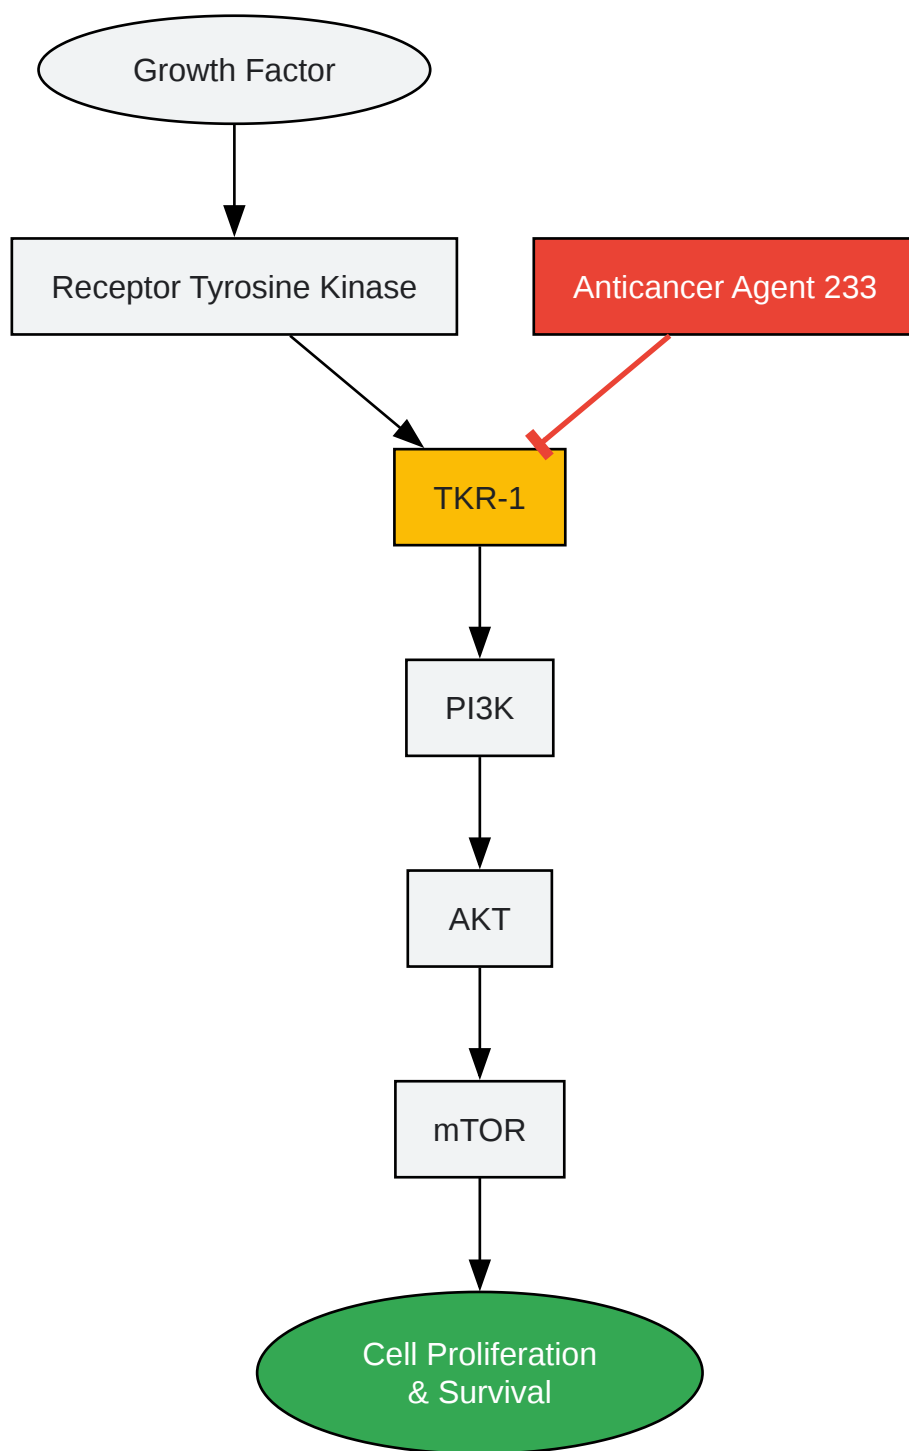 Growth Factor
Receptor Tyrosine Kinase
Anticancer Agent 233
TKR-1
PI3K
AKT
mTOR
Cell Proliferation
& Survival